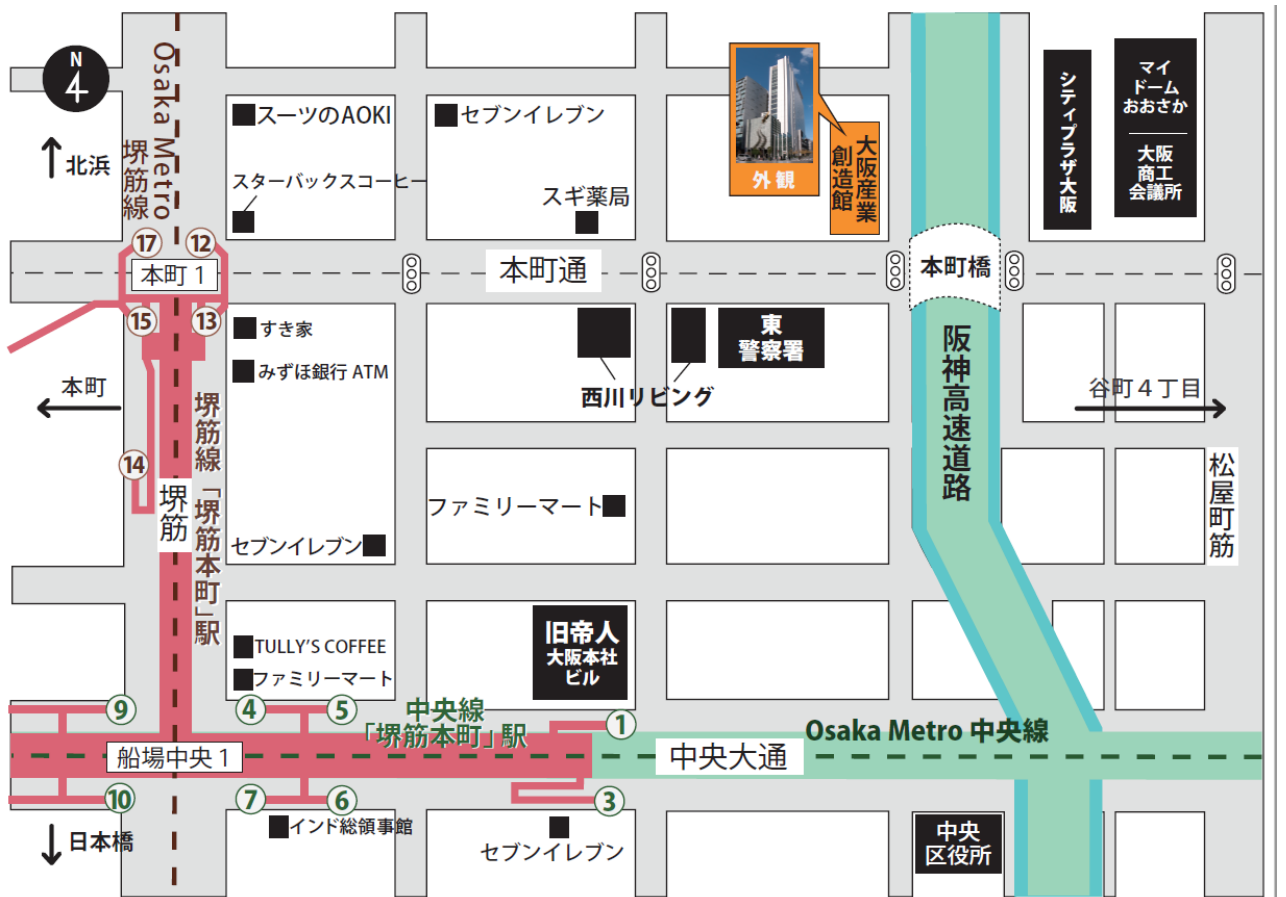 N
北浜
Osaka Metro
堺筋線
スーツのAOKI
スターバックスコーヒー
セブンイレブン
スギ薬局
外観
大阪産業
創造館
シティプラザ大阪
マイ
ドーム
おおさか
大阪
商工
会議所
17
12
本町1
15
13
本町通
本町橋
すき家
みずほ銀行 ATM
西川リビング
東
警察署
阪神高速道路
本町
谷町4丁目
14
堺筋
堺筋線「堺筋本町」駅
セブンイレブン
ファミリーマート
松屋町筋
TULLY'S COFFEE
ファミリーマート
旧帝人
大阪本社
ビル
9
4
5
中央線
「堺筋本町」駅
1
Osaka Metro 中央線
船場中央1
中央大通
10
7
6
3
日本橋
インド総領事館
セブンイレブン
中央
区役所